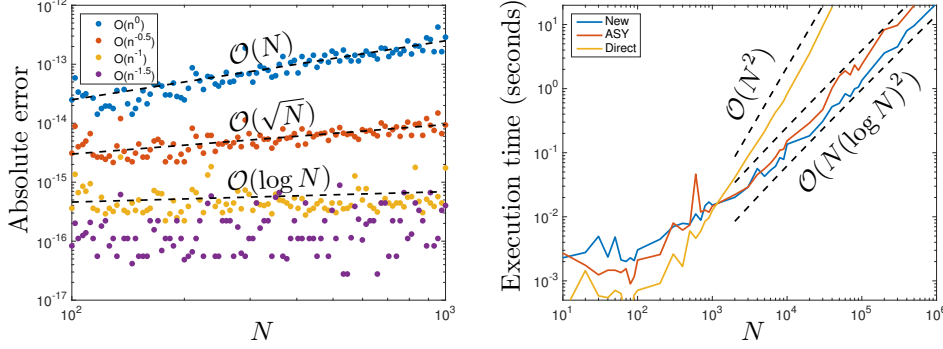 Absolute error
10^-12
10^-13
10^-14
10^-15
10^-16
10^-17
O(n^0)
O(n^-0.5)
O(n^-1)
O(n^-1.5)
𝒪(N)
𝒪(√N)
𝒪(log N)
10^2
10^3
N
Execution time (seconds)
10^1
10^0
10^-1
10^-2
10^-3
New
ASY
Direct
𝒪(N^2)
𝒪(N(log N)^2)
10^1
10^2
10^3
10^4
10^5
10^6
N